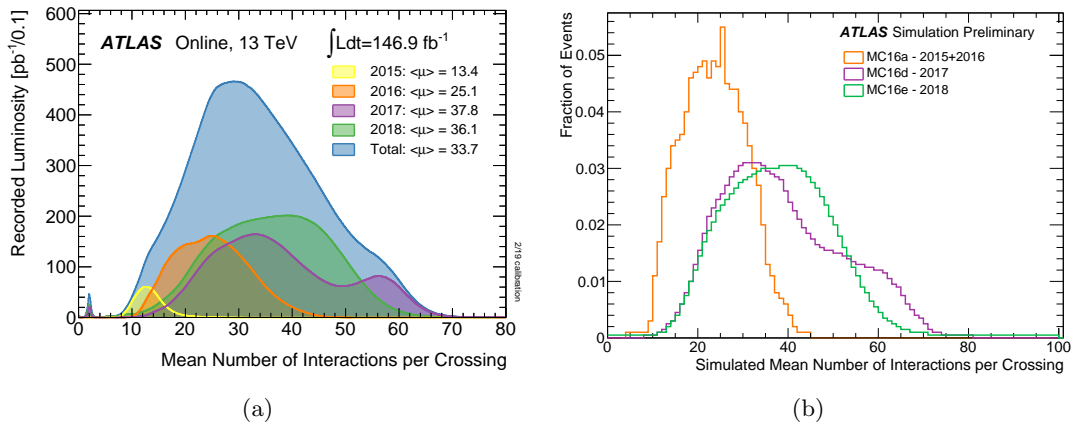 ATLAS Online, 13 TeV ∫Ldt=146.9 fb⁻¹
2015: <μ> = 13.4
2016: <μ> = 25.1
2017: <μ> = 37.8
2018: <μ> = 36.1
Total: <μ> = 33.7
Recorded Luminosity [pb⁻¹/0.1]
600
500
400
300
200
100
0
0 10 20 30 40 50 60 70 80
Mean Number of Interactions per Crossing
2/19 calibration
(a)
ATLAS Simulation Preliminary
MC16a - 2015+2016
MC16d - 2017
MC16e - 2018
Fraction of Events
0.05
0.04
0.03
0.02
0.01
0
0 20 40 60 80 100
Simulated Mean Number of Interactions per Crossing
(b)